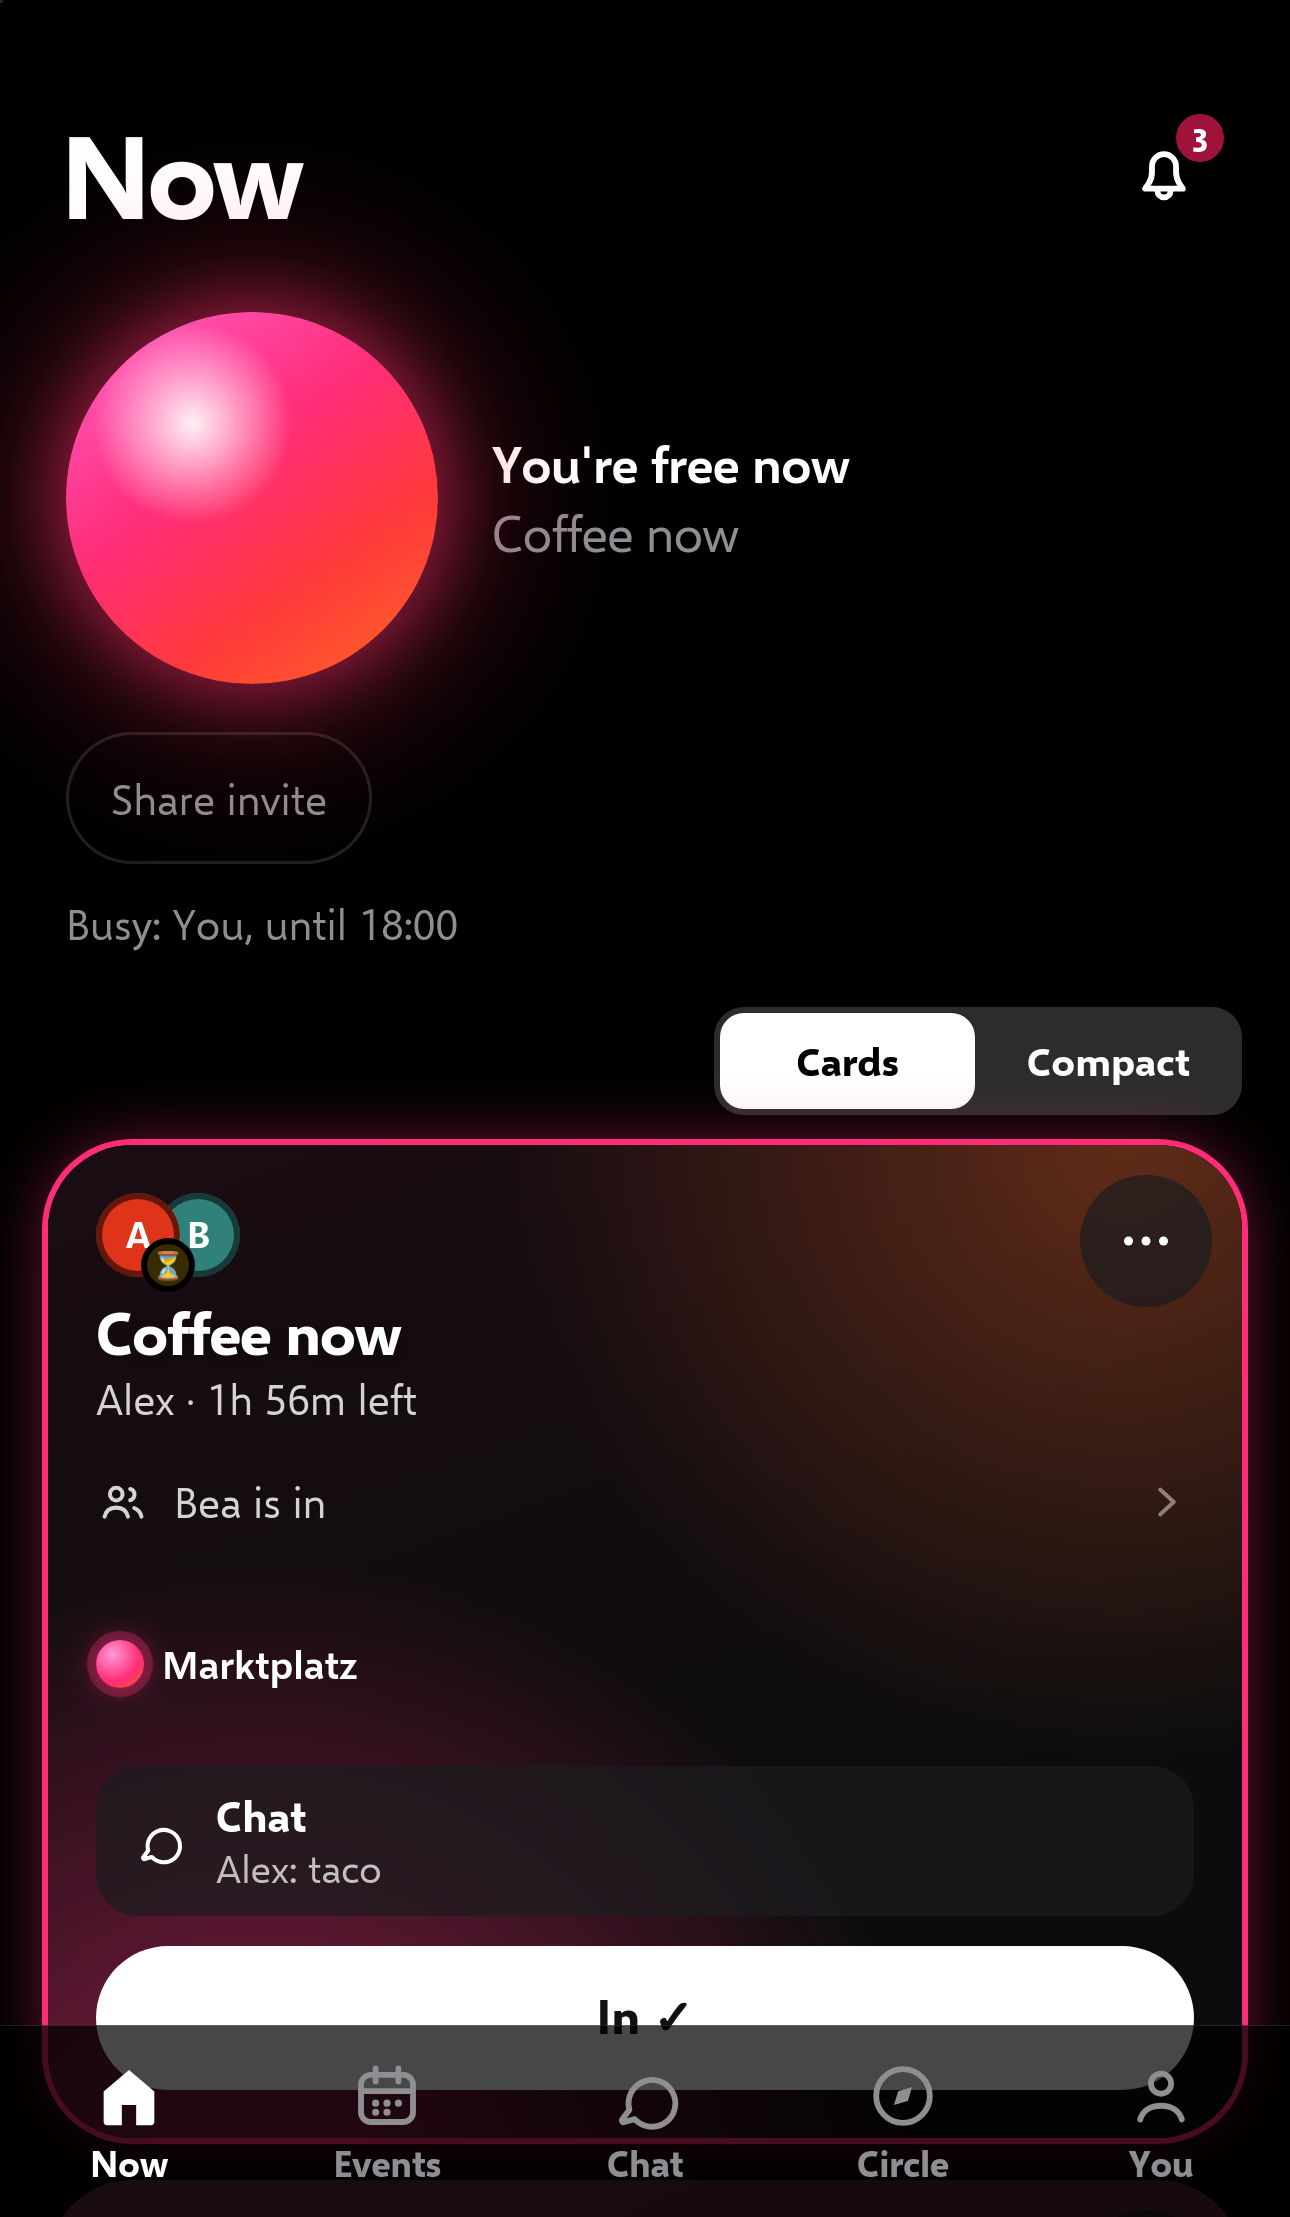 Now
3
You're free now
Coffee now
Share invite
Busy: You, until 18:00
Cards
Compact
A
B
Coffee now
Alex · 1h 56m left
Bea is in
Marktplatz
Chat
Alex: taco
In ✓
Now
Events
Chat
Circle
You